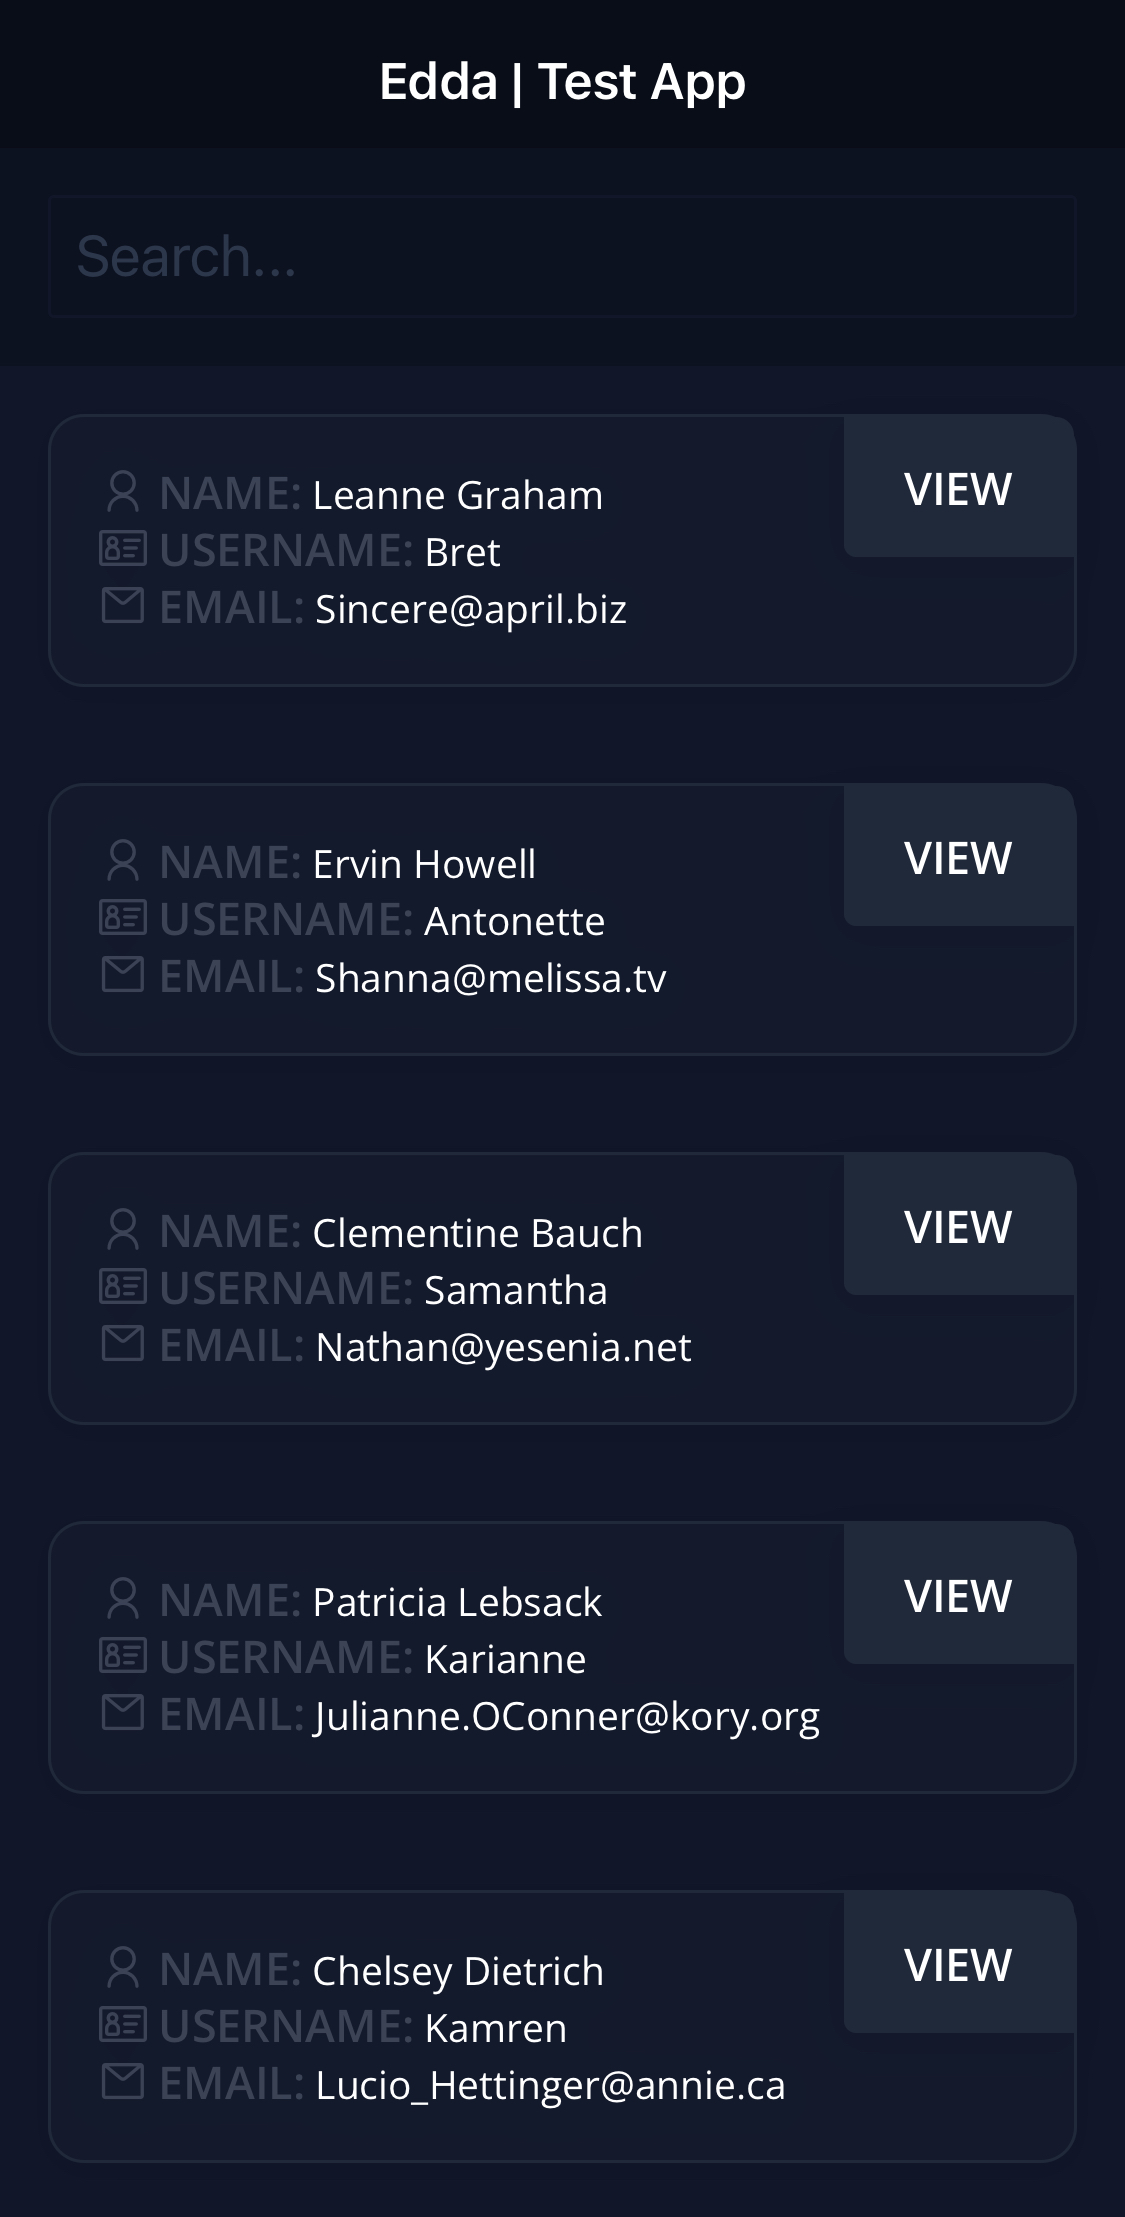 Edda | Test App
Search...
NAME: Leanne Graham
VIEW
USERNAME: Bret
EMAIL: Sincere@april.biz
NAME: Ervin Howell
VIEW
USERNAME: Antonette
EMAIL: Shanna@melissa.tv
NAME: Clementine Bauch
VIEW
USERNAME: Samantha
EMAIL: Nathan@yesenia.net
NAME: Patricia Lebsack
VIEW
USERNAME: Karianne
EMAIL: Julianne.OConner@kory.org
NAME: Chelsey Dietrich
VIEW
USERNAME: Kamren
EMAIL: Lucio_Hettinger@annie.ca